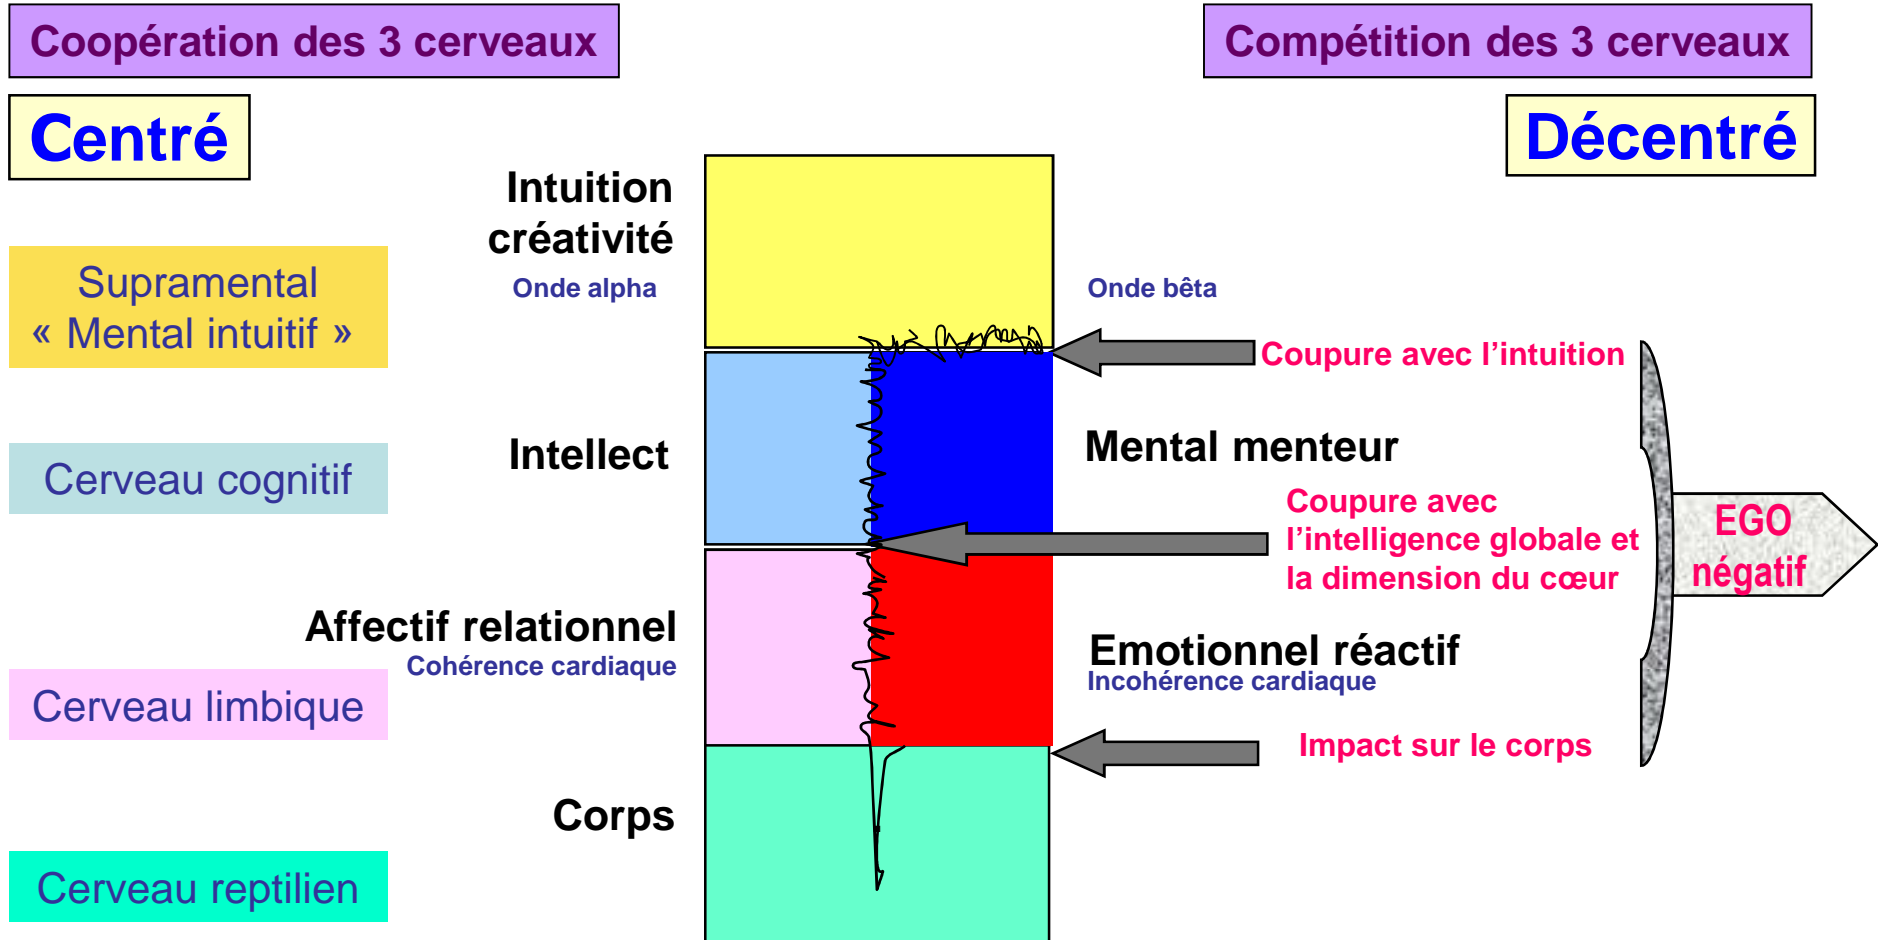 Coopération des 3 cerveaux
Compétition des 3 cerveaux
Centré
Décentré
Intuition
créativité
Onde alpha
Onde bêta
Supramental
« Mental intuitif »
Coupure avec l’intuition
Intellect
Mental menteur
Cerveau cognitif
Coupure avec
l’intelligence globale et
la dimension du cœur
EGO
négatif
Affectif relationnel
Cohérence cardiaque
Emotionnel réactif
Incohérence cardiaque
Cerveau limbique
Impact sur le corps
Corps
Cerveau reptilien